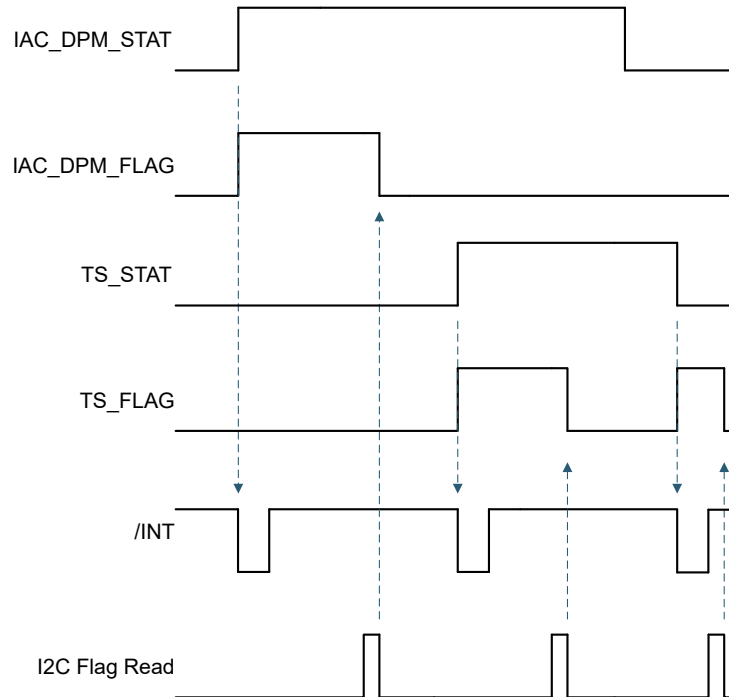 IAC_DPM_STAT
IAC_DPM_FLAG
TS_STAT
TS_FLAG
/INT
I2C Flag Read